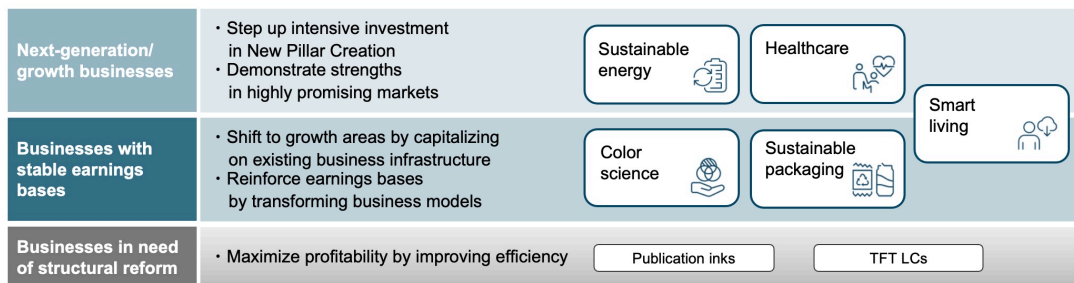 Next-generation/
growth businesses
・Step up intensive investment
in New Pillar Creation
・Demonstrate strengths
in highly promising markets
Sustainable
energy
Healthcare
Smart
living
Businesses with
stable earnings
bases
・Shift to growth areas by capitalizing
on existing business infrastructure
・Reinforce earnings bases
by transforming business models
Color
science
Sustainable
packaging
Businesses in need
of structural reform
・Maximize profitability by improving efficiency
Publication inks
TFT LCs